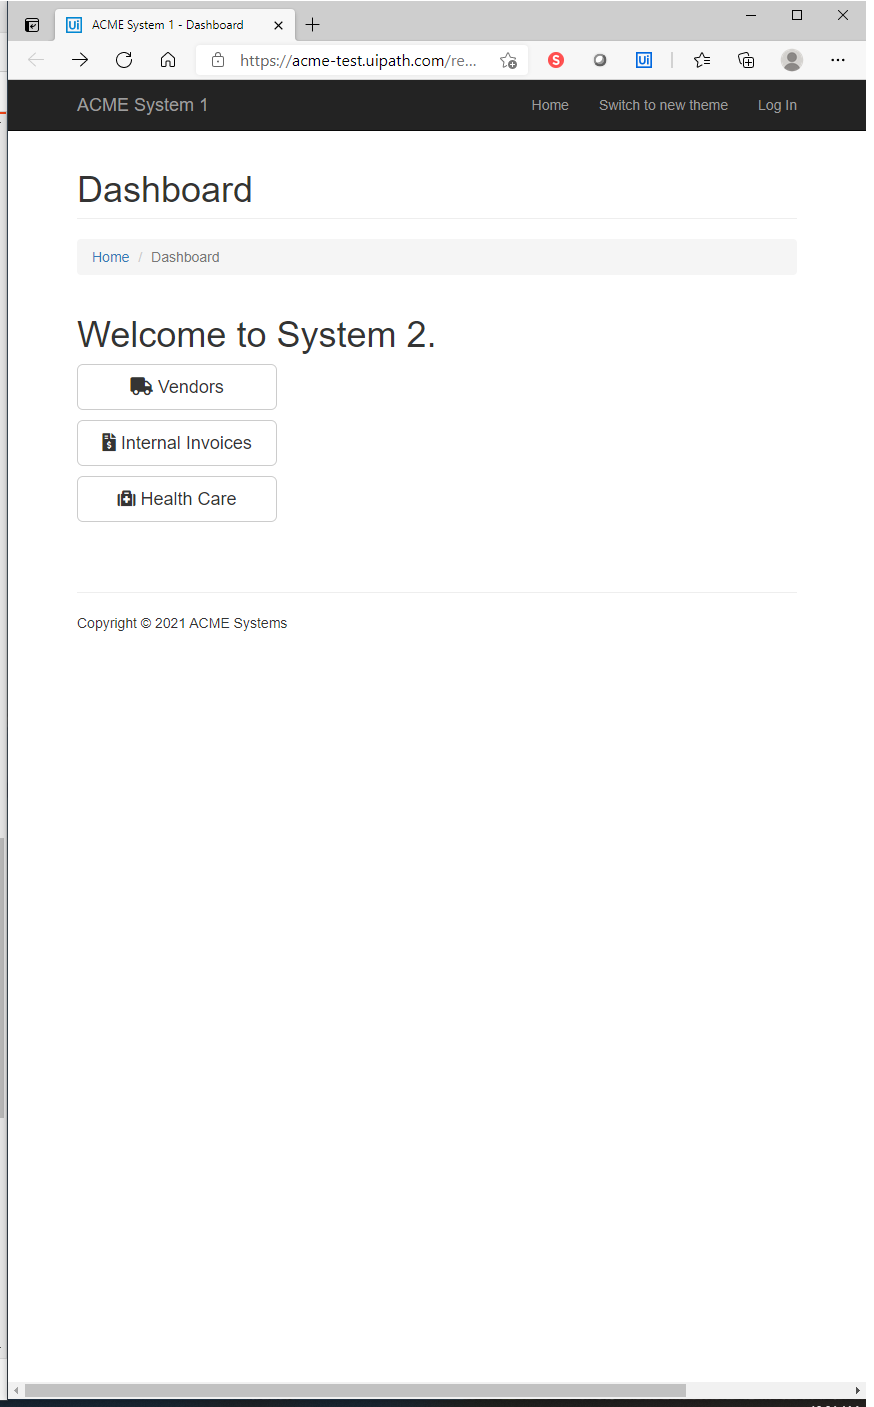 ACME System 1 - Dashboard
https://acme-test.uipath.com/re...
S
Ui
ACME System 1
Home
Switch to new theme
Log In
Dashboard
Home / Dashboard
Welcome to System 2.
Vendors
Internal Invoices
Health Care
Copyright © 2021 ACME Systems